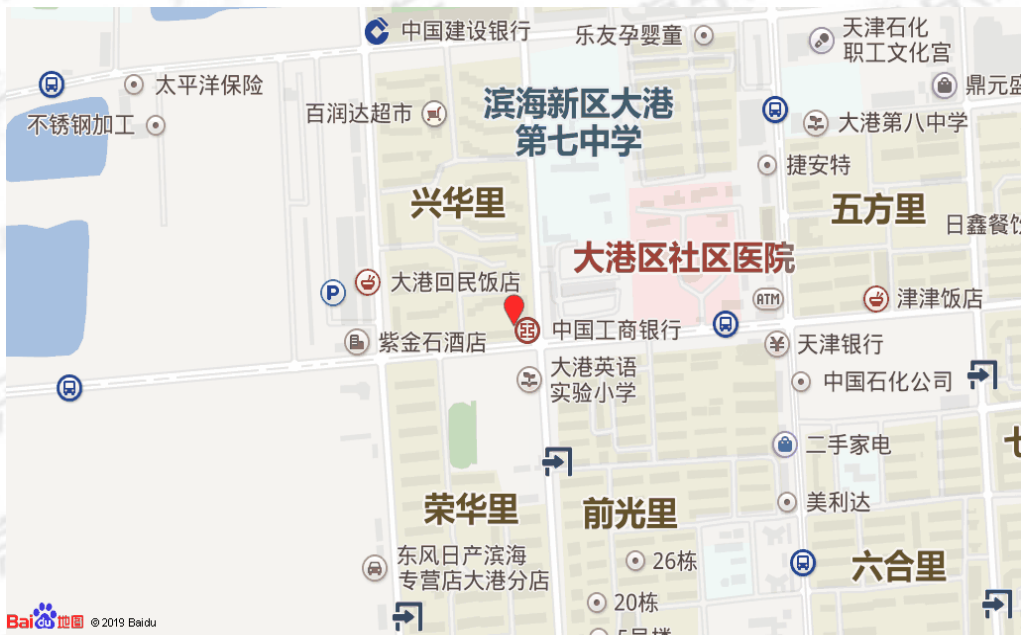 中国建设银行
乐友孕婴童
天津石化
职工文化宫
太平洋保险
鼎元盛
百润达超市
滨海新区大港
第七中学
不锈钢加工
大港第八中学
捷安特
兴华里
五方里
日鑫餐饮
大港区社区医院
大港回民饭店
P
ATM
津津饭店
中国工商银行
紫金石酒店
¥
天津银行
大港英语
实验小学
中国石化公司
二手家电
七
荣华里
前光里
美利达
东风日产滨海
专营店大港分店
26栋
六合里
20栋
Bai du 地图 © 2019 Baidu